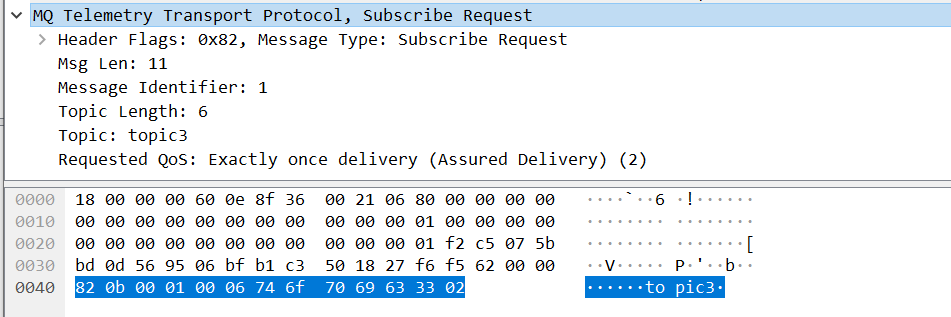 MQ Telemetry Transport Protocol, Subscribe Request
Header Flags: 0x82, Message Type: Subscribe Request
Msg Len: 11
Message Identifier: 1
Topic Length: 6
Topic: topic3
Requested QoS: Exactly once delivery (Assured Delivery) (2)
0000 18 00 00 00 60 0e 8f 36 00 21 06 80 00 00 00 00 ····`··6 ·!······
0010 00 00 00 00 00 00 00 00 00 00 00 01 00 00 00 00 ········ ········
0020 00 00 00 00 00 00 00 00 00 00 00 01 f2 c5 07 5b ········ ·······[
0030 bd 0d 56 95 06 bf b1 c3 50 18 27 f6 f5 62 00 00 ··V····· P·'··b··
0040 82 0b 00 01 00 06 74 6f 70 69 63 33 02 ······to pic3·